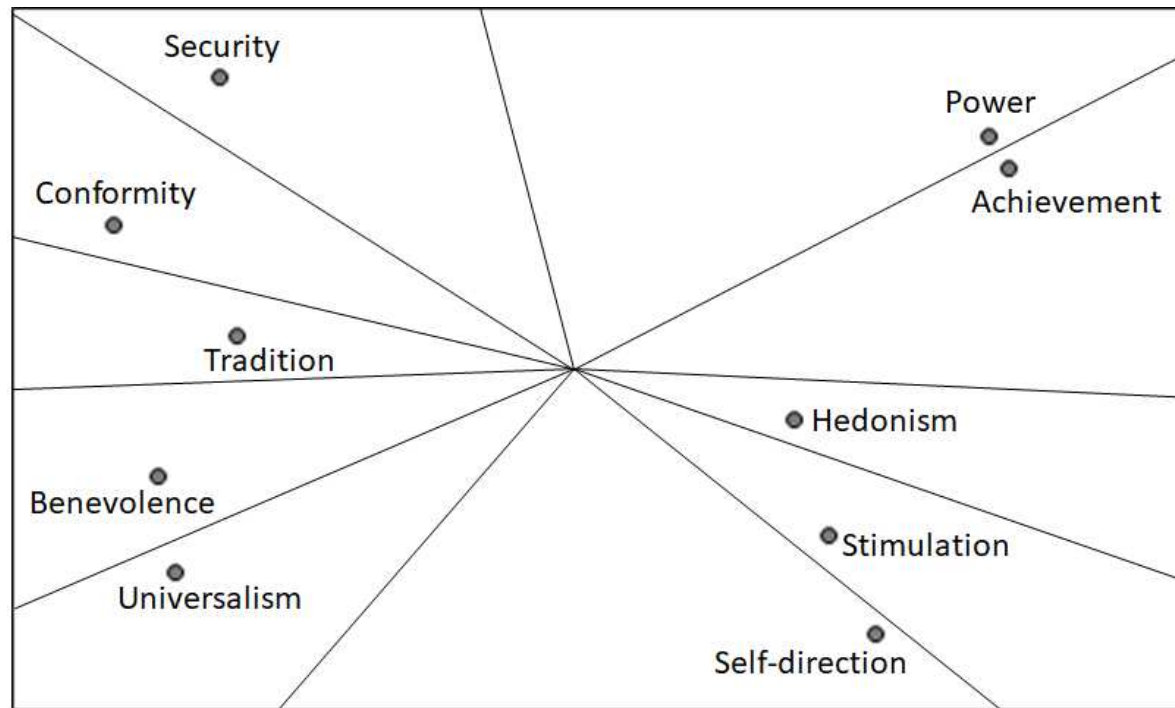 Security
Power
Conformity
Achievement
Tradition
Hedonism
Benevolence
Stimulation
Universalism
Self-direction